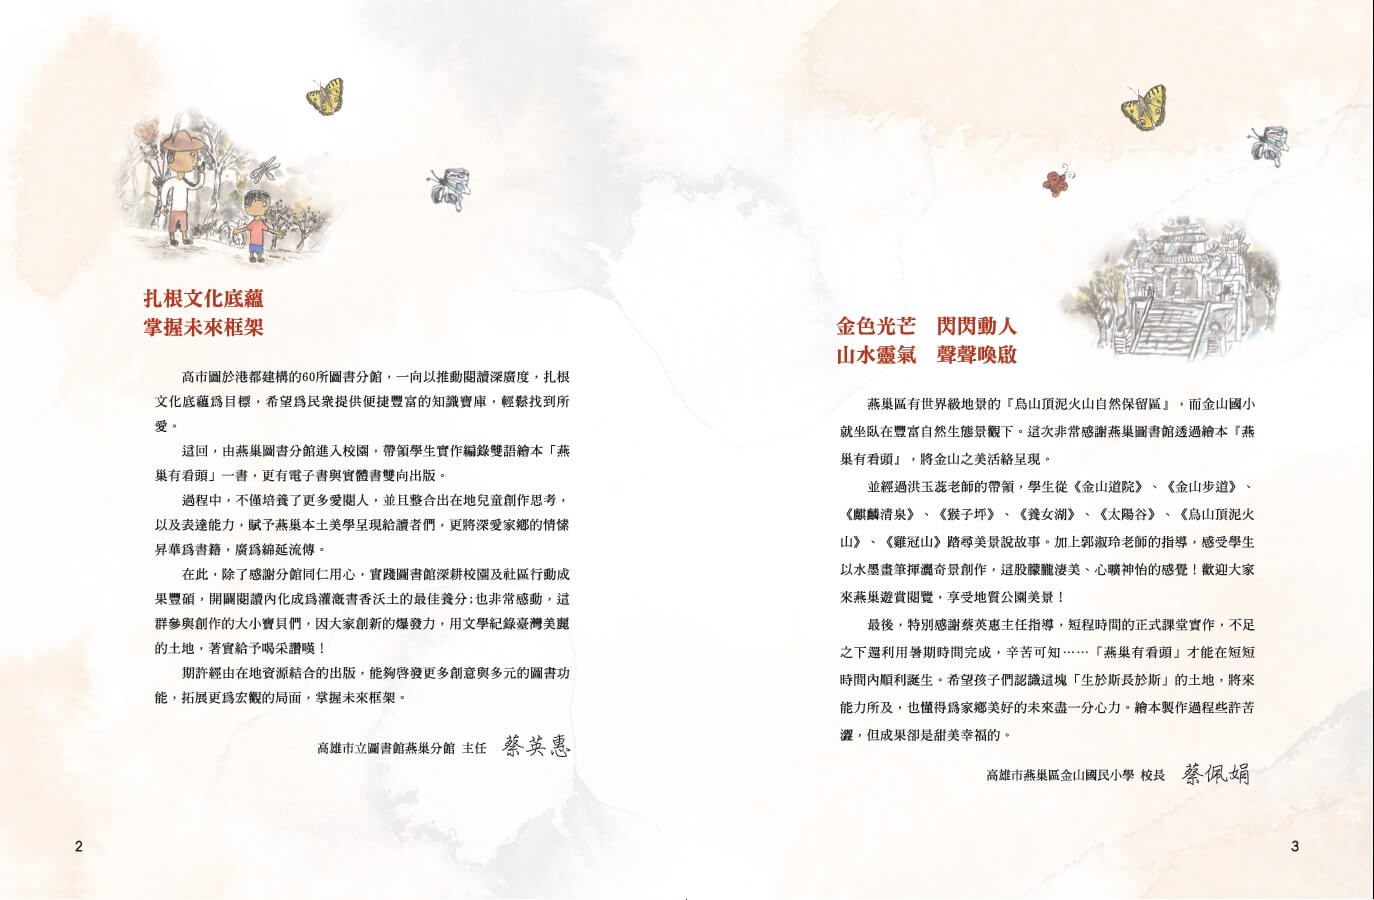 扎根文化底蘊
掌握未來框架
高市圖於港都建構的60所圖書分館，一向以推動閱讀深廣度，扎根
文化底蘊為目標，希望為民眾提供便捷豐富的知識寶庫，輕鬆找到所
愛。
這回，由燕巢圖書分館進入校園，帶領學生實作編錄雙語繪本「燕
巢有看頭」一書，更有電子書與實體書雙向出版。
過程中，不僅培養了更多愛閱人，並且整合出在地兒童創作思考，
以及表達能力，賦予燕巢本土美學呈現給讀者們，更將深愛家鄉的情愫
昇華為書籍，廣為綿延流傳。
在此，除了感謝分館同仁用心，實踐圖書館深耕校園及社區行動成
果豐碩，開闢閱讀內化成為灌溉書香沃土的最佳養分；也非常感動，這
群參與創作的大小寶貝們，因大家創新的爆發力，用文學紀錄臺灣美麗
的土地，著實給予喝采讚嘆！
期許經由在地資源結合的出版，能夠啓發更多創意與多元的圖書功
能，拓展更為宏觀的局面，掌握未來框架。
高雄市立圖書館燕巢分館 主任 蔡英惠
2
金色光芒 閃閃動人
山水靈氣 聲聲喚啟
燕巢區有世界級地景的『烏山頂泥火山自然保留區』，而金山國小
就坐臥在豐富自然生態景觀下。這次非常感謝燕巢圖書館透過繪本『燕
巢有看頭』，將金山之美活絡呈現。
並經過洪玉蕊老師的帶領，學生從《金山道院》、《金山步道》、
《麒麟清泉》、《猴子坪》、《養女湖》、《太陽谷》、《烏山頂泥火
山》、《雞冠山》踏尋美景說故事。加上郭淑玲老師的指導，感受學生
以水墨畫筆揮灑奇景創作，這股朦朧淒美、心曠神怡的感覺！歡迎大家
來燕巢遊賞閱覽，享受地質公園美景！
最後，特別感謝蔡英惠主任指導，短程時間的正式課堂實作，不足
之下還利用暑期時間完成，辛苦可知⋯⋯「燕巢有看頭」才能在短短
時間內順利誕生。希望孩子們認識這塊「生於斯長於斯」的土地，將來
能力所及，也懂得為家鄉美好的未來盡一分心力。繪本製作過程些許苦
澀，但成果卻是甜美幸福的。
高雄市燕巢區金山國民小學 校長 蔡佩娟
3